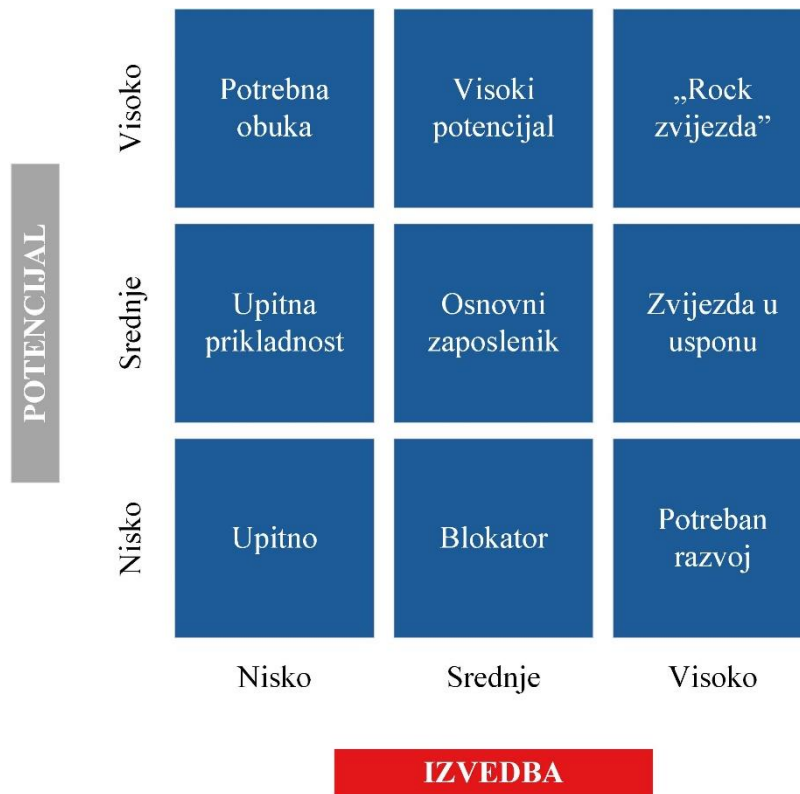 POTENCIJAL
Visoko
Potrebna
obuka
Visoki
potencijal
„Rock
zvijezda”
Srednje
Upitna
prikladnost
Osnovni
zaposlenik
Zvijezda u
usponu
Nisko
Upitno
Blokator
Potreban
razvoj
Nisko
Srednje
Visoko
IZVEDBA